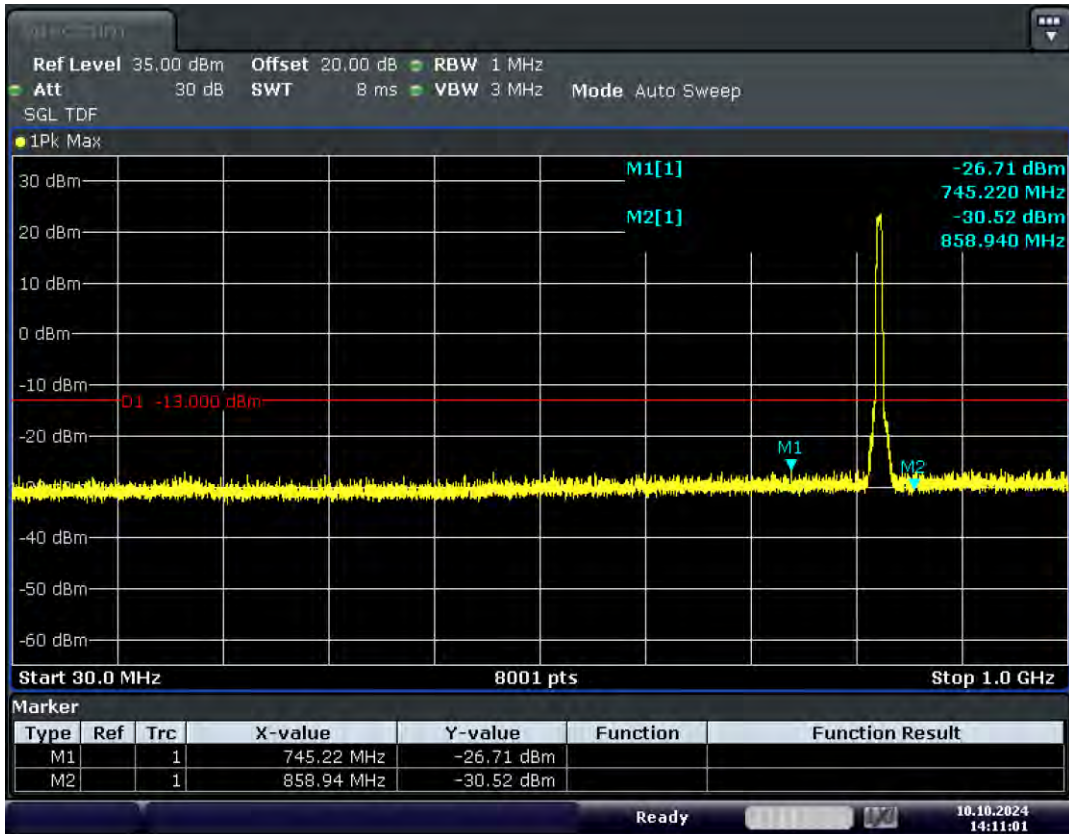 Spectrum
Ref Level 35.00 dBm Offset 20.00 dB RBW 1 MHz
Att 30 dB SWT 8 ms VBW 3 MHz Mode Auto Sweep
SGL TDF
1Pk Max
M1[1] -26.71 dBm
745.220 MHz
M2[1] -30.52 dBm
858.940 MHz
30 dBm
20 dBm
10 dBm
0 dBm
-10 dBm
D1 -13.000 dBm
-20 dBm
M1
M2
-40 dBm
-50 dBm
-60 dBm
Start 30.0 MHz 8001 pts Stop 1.0 GHz
Marker
Type Ref Trc X-value Y-value Function Function Result
M1 1 745.22 MHz -26.71 dBm
M2 1 858.94 MHz -30.52 dBm
Ready 10.10.2024
14:11:01